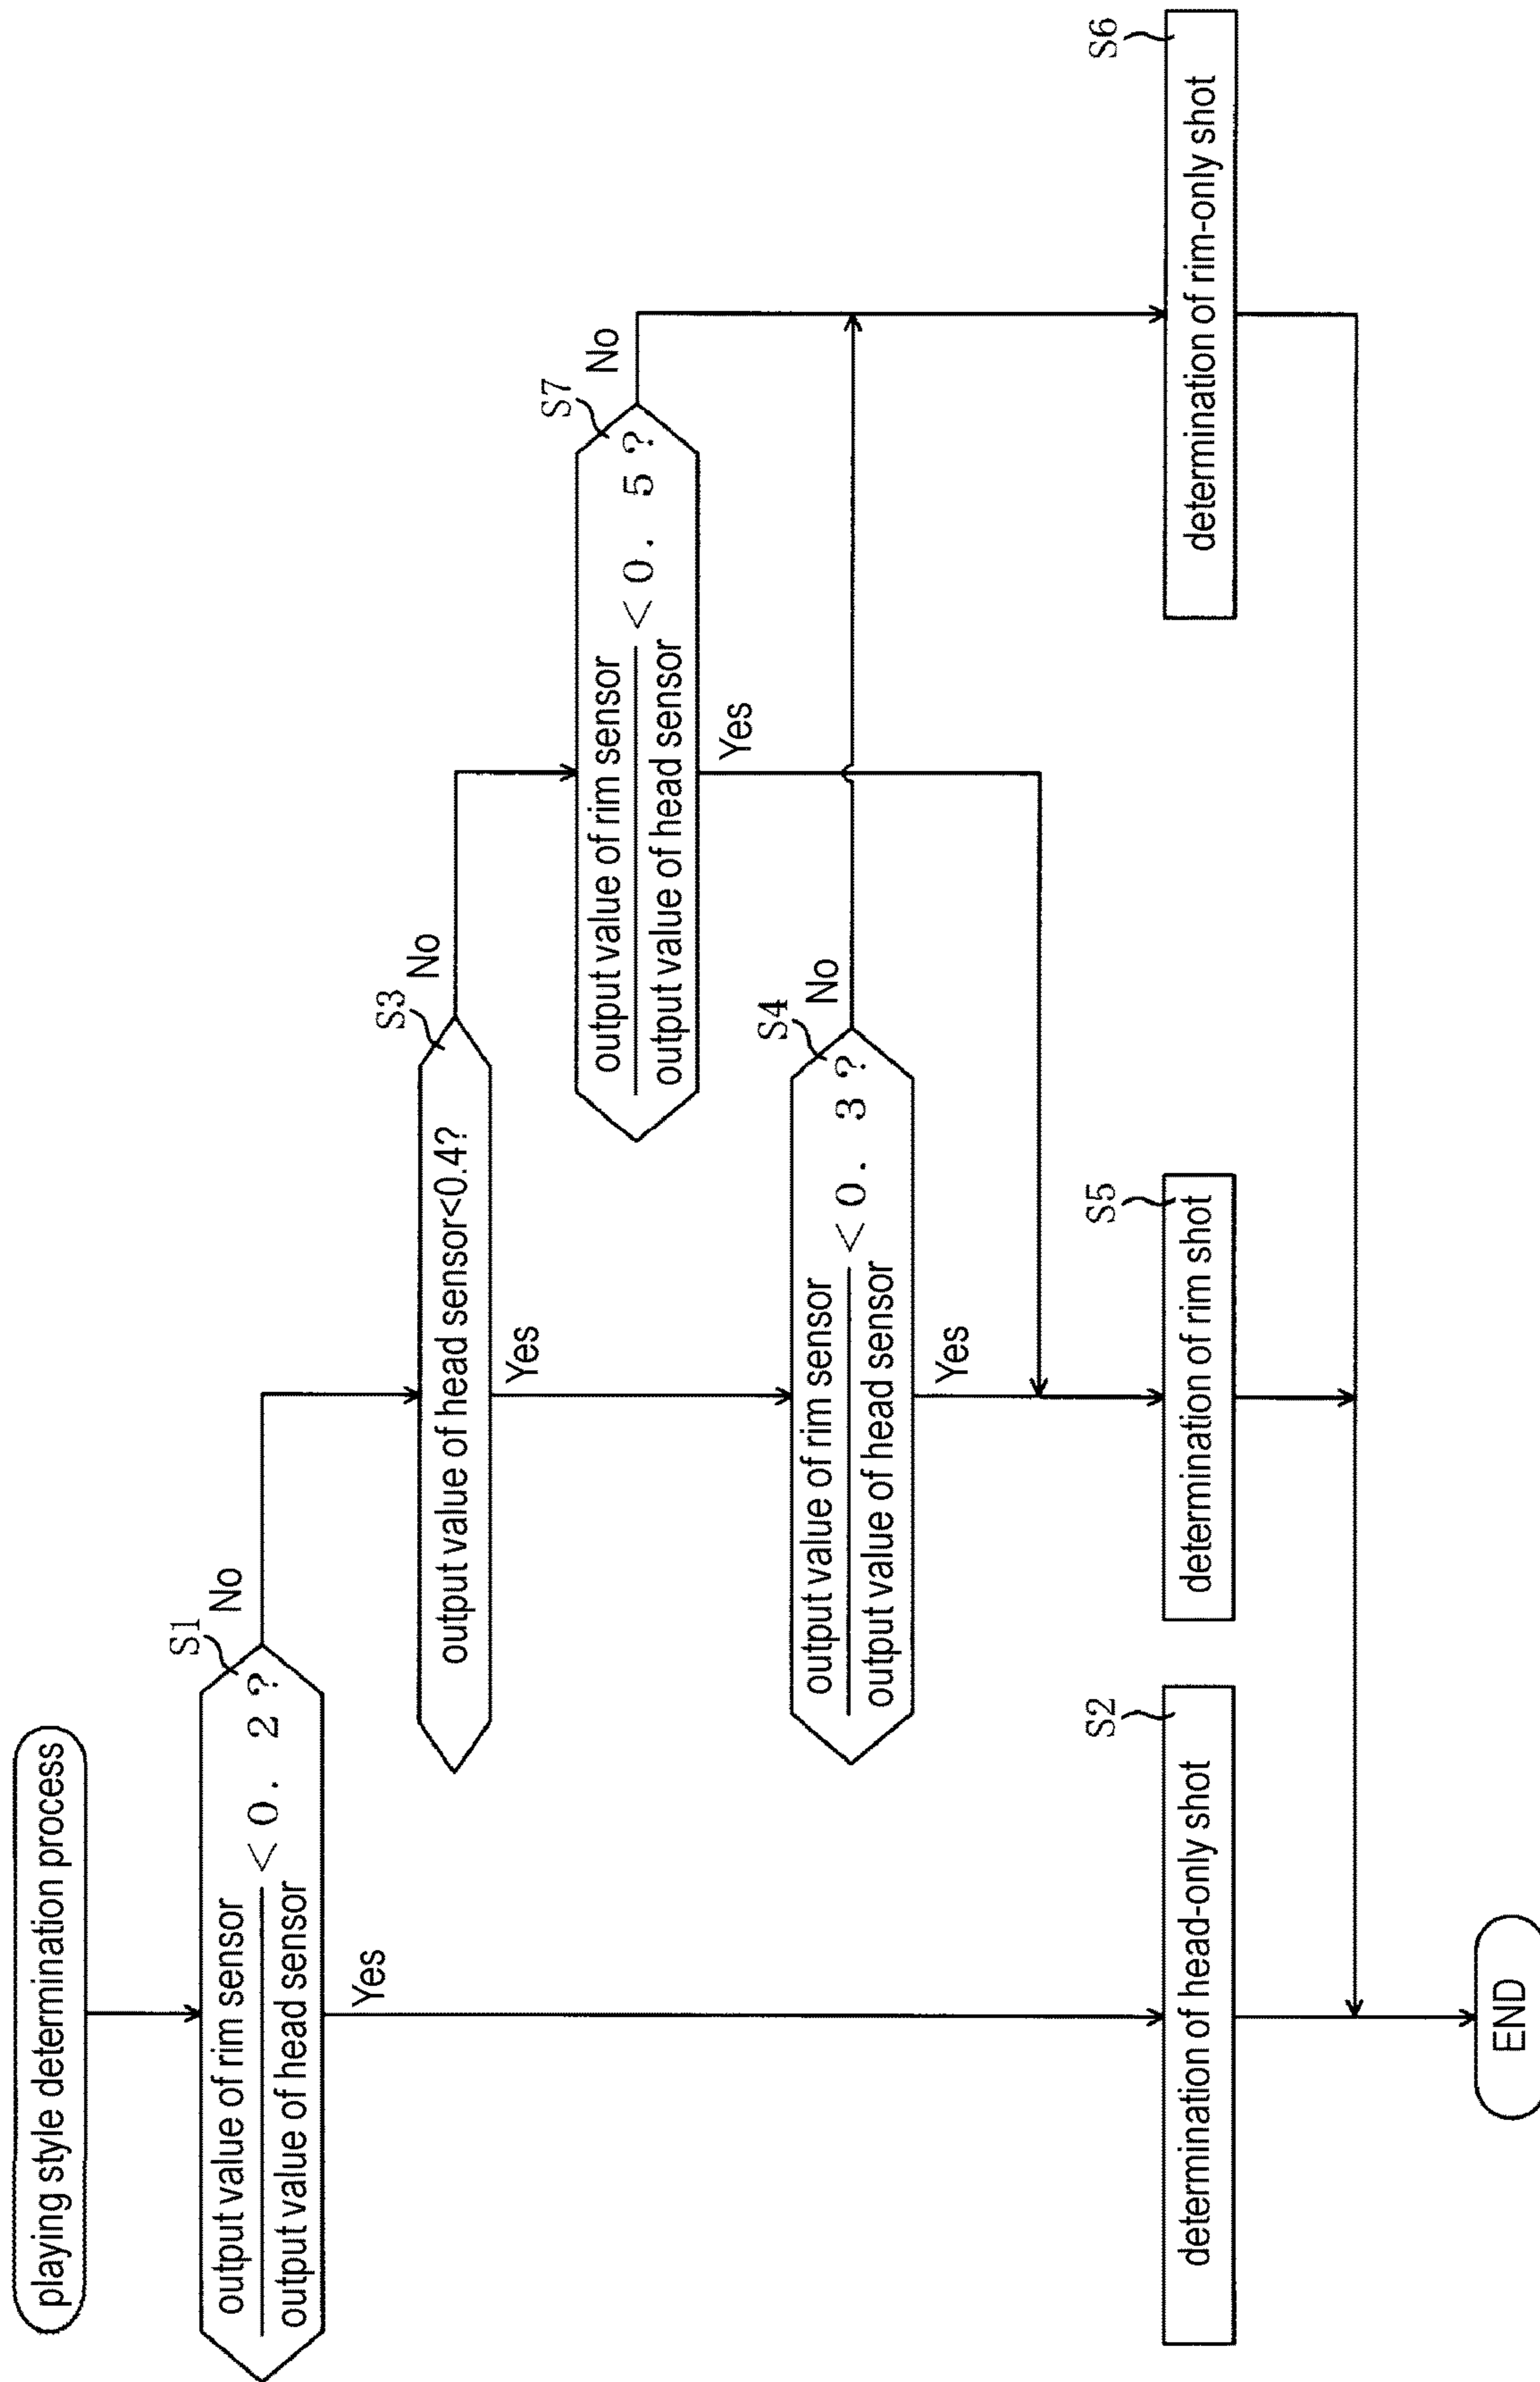 playing style determination process
S1
output value of rim sensor
output value of head sensor
< 0. 2 ?
No
Yes
S3
output value of head sensor<0.4?
No
Yes
S7
output value of rim sensor
output value of head sensor
< 0. 5 ?
No
Yes
S4
output value of rim sensor
output value of head sensor
< 0. 3 ?
No
Yes
S2
determination of head-only shot
S5
determination of rim shot
S6
determination of rim-only shot
END